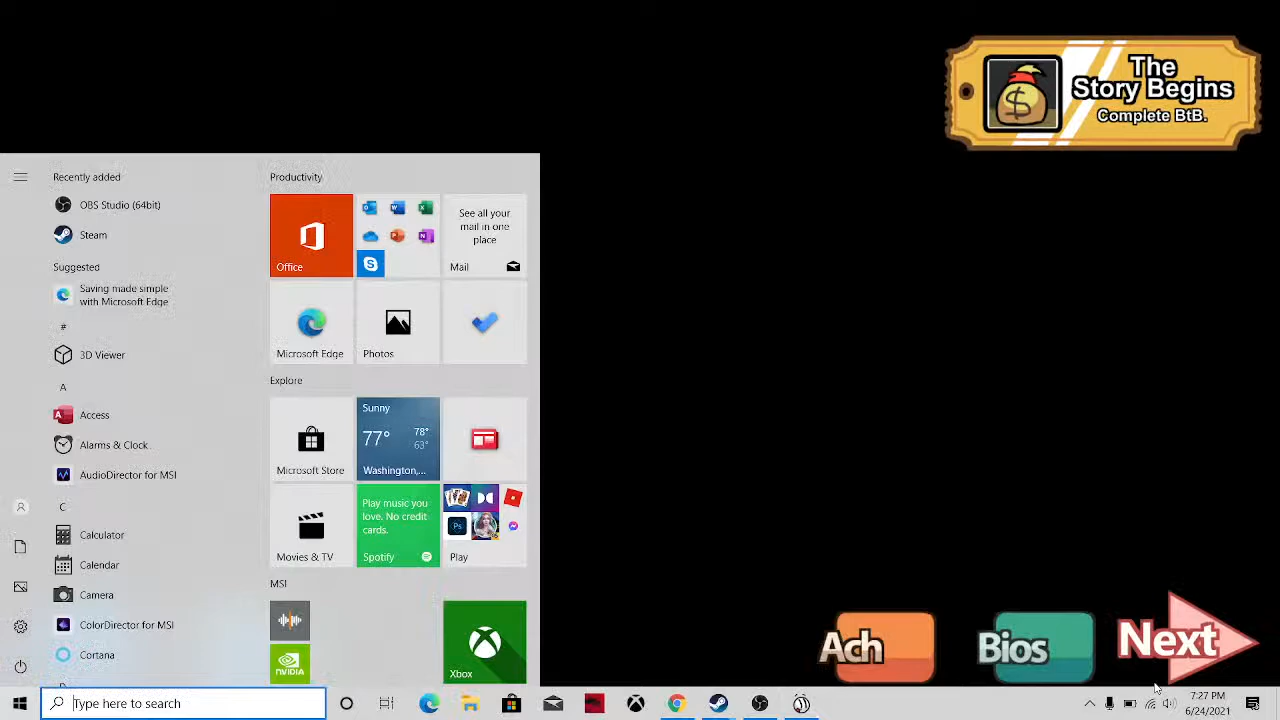 The
Story Begins
Complete BtB.
Recently added
OBS Studio (64bit)
Steam
Suggested
Saving made simple
with Microsoft Edge
#
3D Viewer
A
Access
Alarms & Clock
AudioDirector for MSI
C
Calculator
Calendar
Camera
ColorDirector for MSI
Cortana
Productivity
Office
See all your
mail in one
place
Mail
Microsoft Edge
Photos
Explore
Microsoft Store
Sunny
77° 78°
63°
Washington,...
Movies & TV
Play music you
love. No credit
cards.
Spotify
Play
MSI
NVIDIA
Xbox
Ach
Bios
Next
Type here to search
7:27 PM
6/24/2021